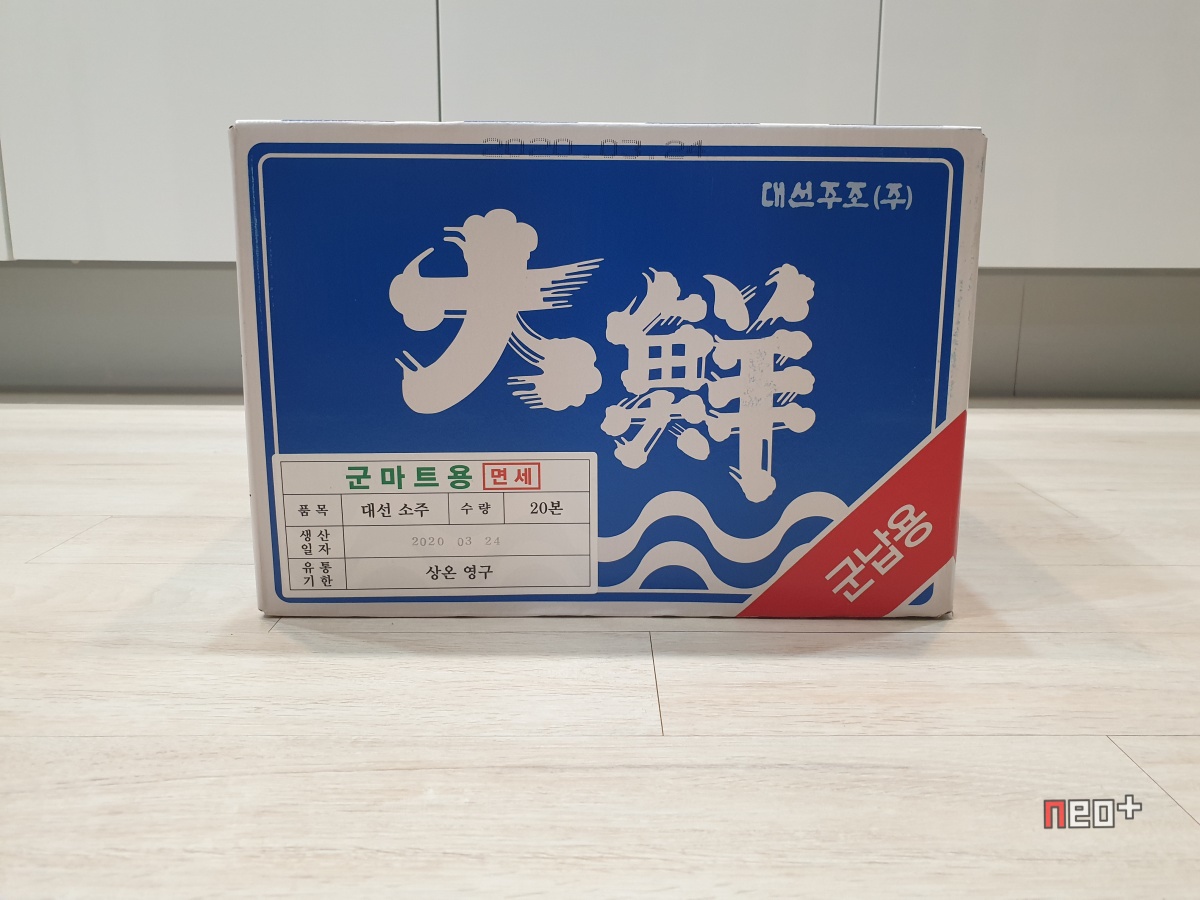 2020.03.24
대선주조(주)
大鮮
군마트용 면세
품목 대선 소주 수량 20본
생산일자 2020 03 24
유통기한 상온 영구
군납용
neo+